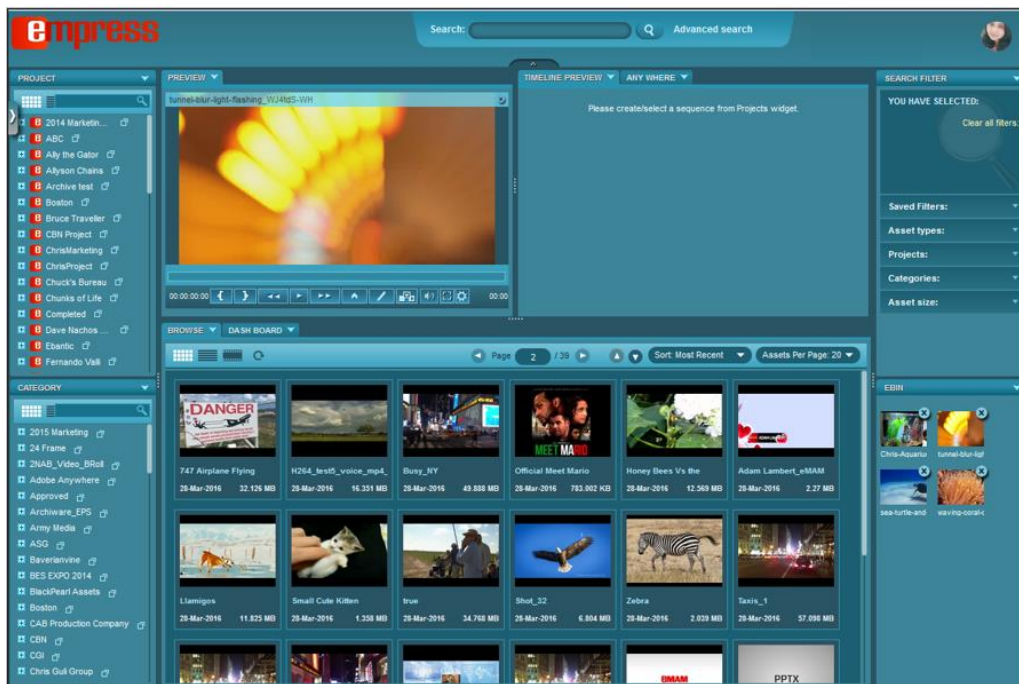 empress
Search:
Advanced search
PROJECT
2014 Marketin...
ABC
Ally the Gator
Allyson Chains
Archive test
Boston
Bruce Traveller
CBN Project
ChrisMarketing
ChrisProject
Chuck's Bureau
Chunks of Life
Completed
Dave Nachos ...
Ebantic
Fernando Valli
CATEGORY
2015 Marketing
24 Frame
2NAB_Video_BRoll
Adobe Anywhere
Approved
Archiware_EPS
Army Media
ASG
Baverianvine
BES EXPO 2014
BlackPearl Assets
Boston
CAB Production Company
CBN
CGI
Chris Guli Group
PREVIEW
tunnel-blur-light-flashing_WJ4tdS-WH
00:00:00:00
00:00
TIMELINE PREVIEW
ANY WHERE
Please create/select a sequence from Projects widget.
BROWSE
DASH BOARD
Page 2 / 39
Sort: Most Recent
Assets Per Page: 20
DANGER
MEET MARIO
747 Airplane Flying
28-Mar-2016 32.126 MB
H264_test5_voice_mp4_
28-Mar-2016 16.351 MB
Busy_NY
28-Mar-2016 49.888 MB
Official Meet Mario
28-Mar-2016 783.002 KB
Honey Bees Vs the
28-Mar-2016 12.569 MB
Adam Lambert_eMAM
28-Mar-2016 2.27 MB
Llamigos
28-Mar-2016 11.825 MB
Small Cute Kitten
28-Mar-2016 1.358 MB
true
28-Mar-2016 34.768 MB
Shot_32
28-Mar-2016 6.804 MB
Zebra
28-Mar-2016 2.039 MB
Taxis_1
28-Mar-2016 57.098 MB
PPTX
SEARCH FILTER
YOU HAVE SELECTED:
Clear all filters:
Saved Filters:
Asset types:
Projects:
Categories:
Asset size:
EBIN
Chris-Aquariu
tunnel-blur-ligh
sea-turtle-and
waving-coral-c